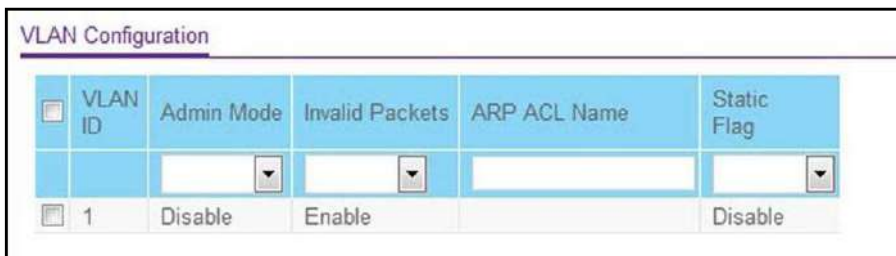 VLAN Configuration
VLAN ID Admin Mode Invalid Packets ARP ACL Name Static Flag
1 Disable Enable Disable